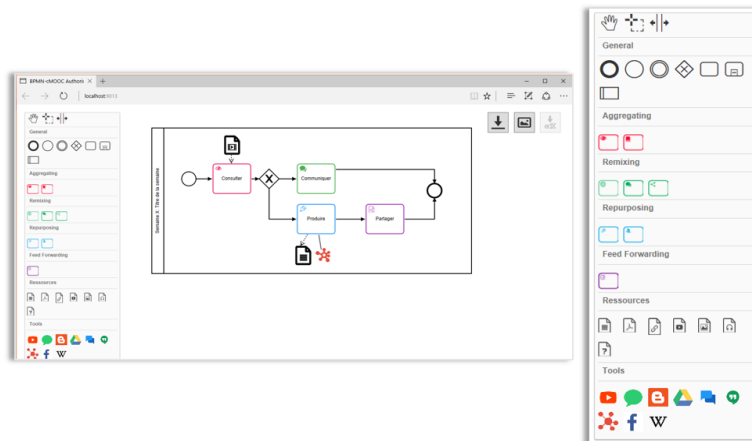 BPMN-cMOOC Authori
localhost:9013
General
Aggregating
Remixing
Repurposing
Feed Forwarding
Ressources
Tools
W
Semaine X: Titre de la semaine
Consulter
X
Communiquer
Produire
Partager
General
Aggregating
Remixing
Repurposing
Feed Forwarding
Ressources
?
Tools
B
f W